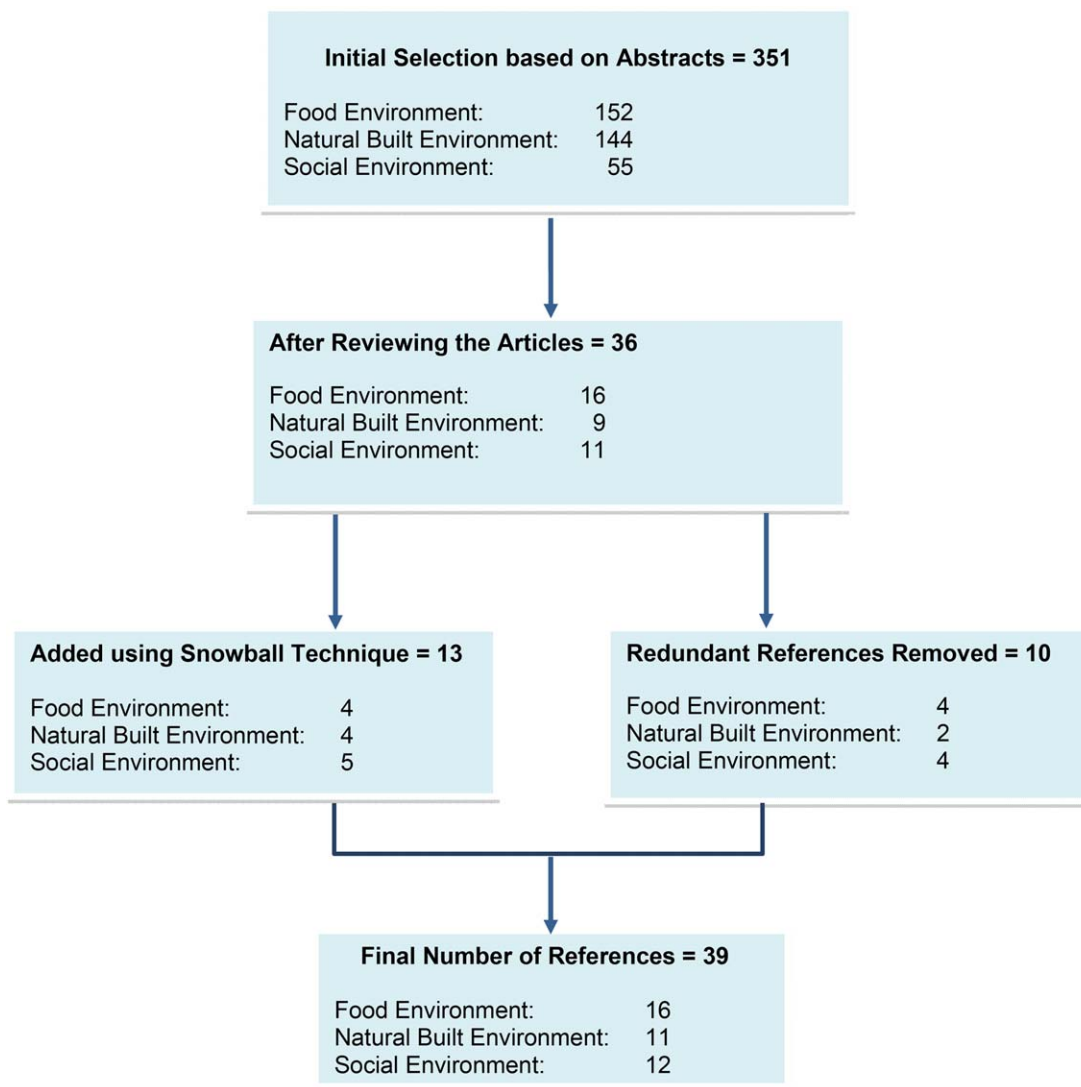 Initial Selection based on Abstracts = 351
Food Environment: 152
Natural Built Environment: 144
Social Environment: 55
After Reviewing the Articles = 36
Food Environment: 16
Natural Built Environment: 9
Social Environment: 11
Added using Snowball Technique = 13
Food Environment: 4
Natural Built Environment: 4
Social Environment: 5
Redundant References Removed = 10
Food Environment: 4
Natural Built Environment: 2
Social Environment: 4
Final Number of References = 39
Food Environment: 16
Natural Built Environment: 11
Social Environment: 12